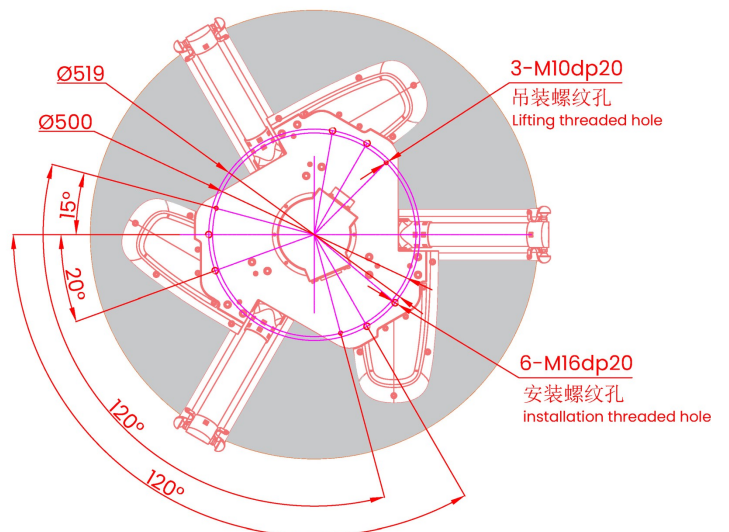 Ø519
Ø500
15°
20°
120°
120°
3-M10dp20
吊装螺纹孔
Lifting threaded hole
6-M16dp20
安装螺纹孔
installation threaded hole